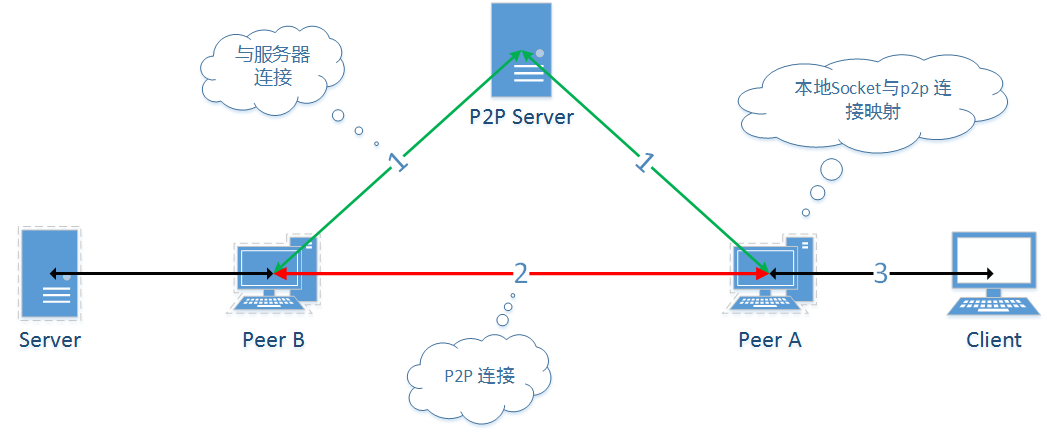 与服务器
连接
P2P Server
本地Socket与p2p 连
接映射
1
1
2
3
Server
Peer B
Peer A
Client
P2P 连接